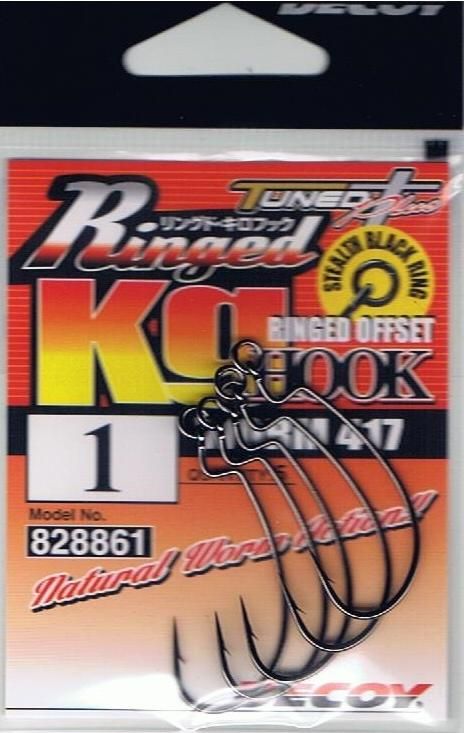 DECOY
TUNED Plus
Ringed
リングド・キロフック
STEALTH BLACK RING
K·g
RINGED OFFSET
HOOK
WORM 417
1
Model No.
828861
Natural Worm Action!!
DECOY